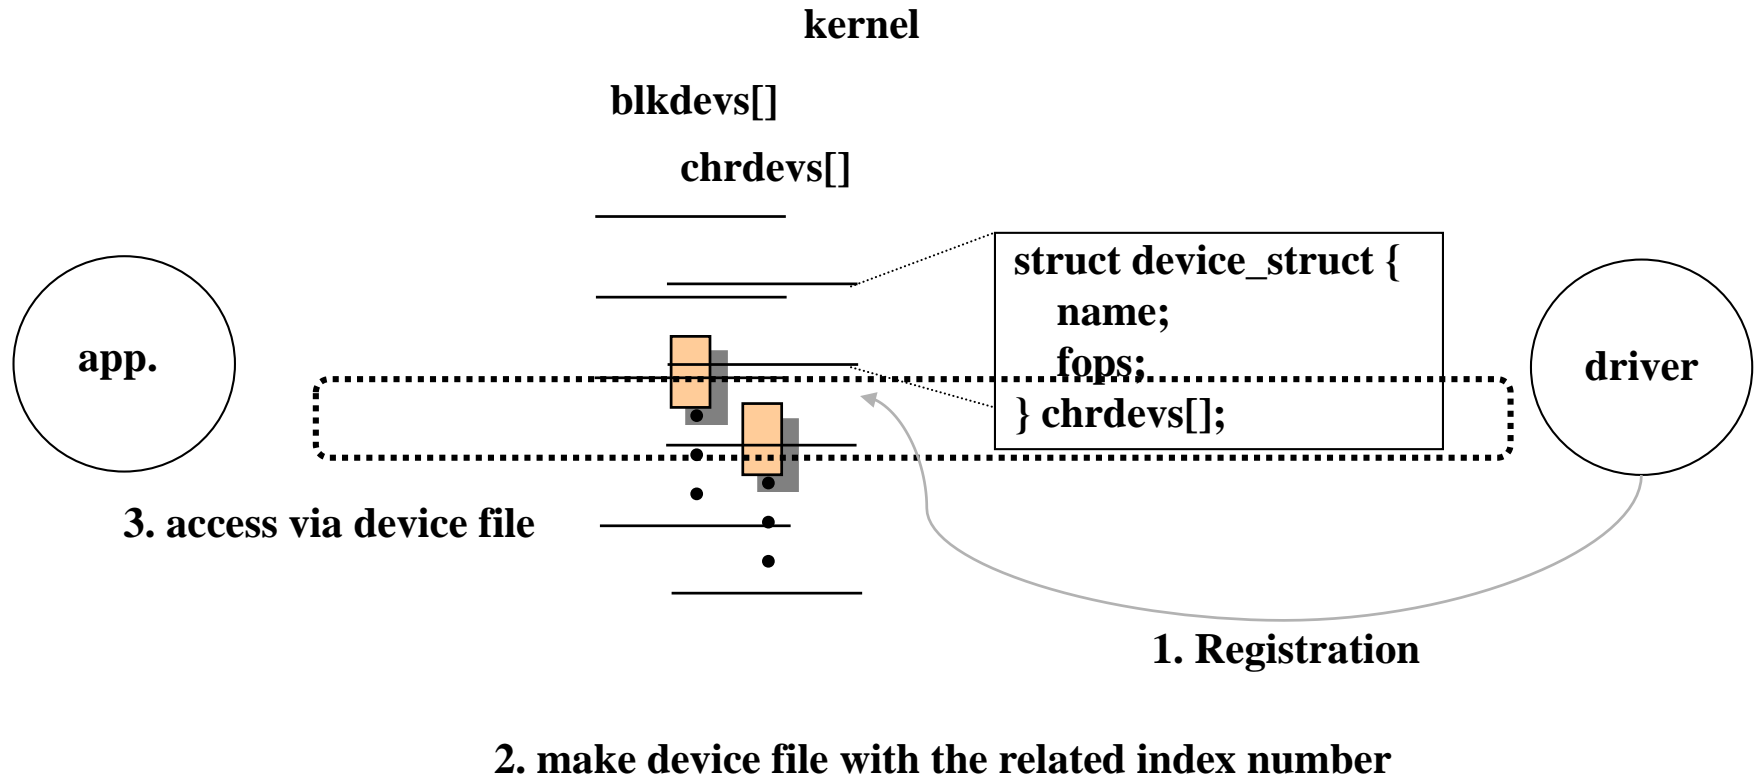 kernel
blkdevs[]
chrdevs[]
struct device_struct {
name;
fops;
} chrdevs[];
app.
driver
3. access via device file
1. Registration
2. make device file with the related index number